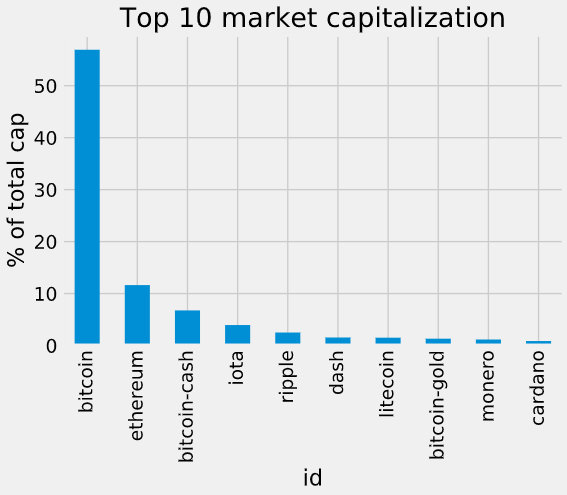 Top 10 market capitalization
% of total cap
50
40
30
20
10
0
bitcoin
ethereum
bitcoin-cash
iota
ripple
dash
litecoin
bitcoin-gold
monero
cardano
id